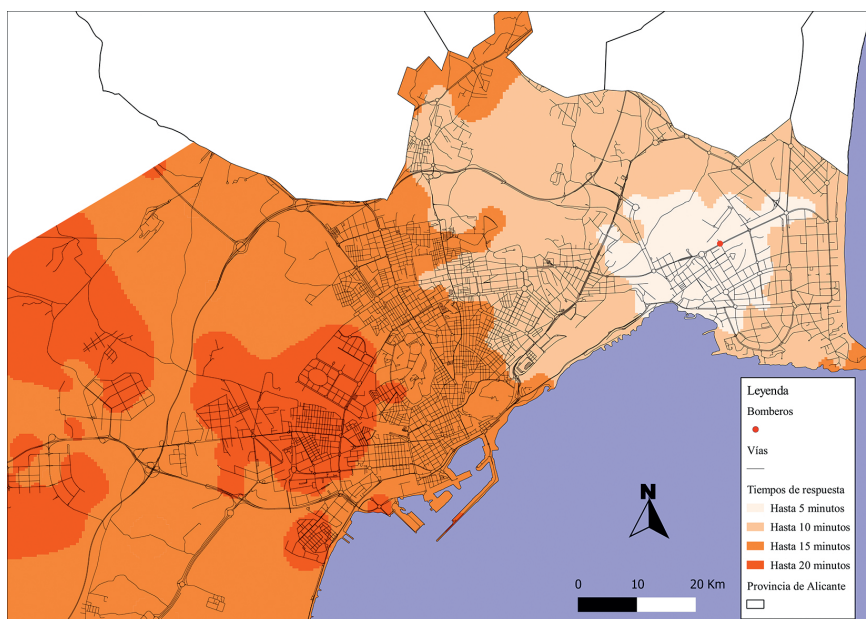 Leyenda
Bomberos
Vías
Tiempos de respuesta
Hasta 5 minutos
Hasta 10 minutos
Hasta 15 minutos
Hasta 20 minutos
Provincia de Alicante
N
0 10 20 Km